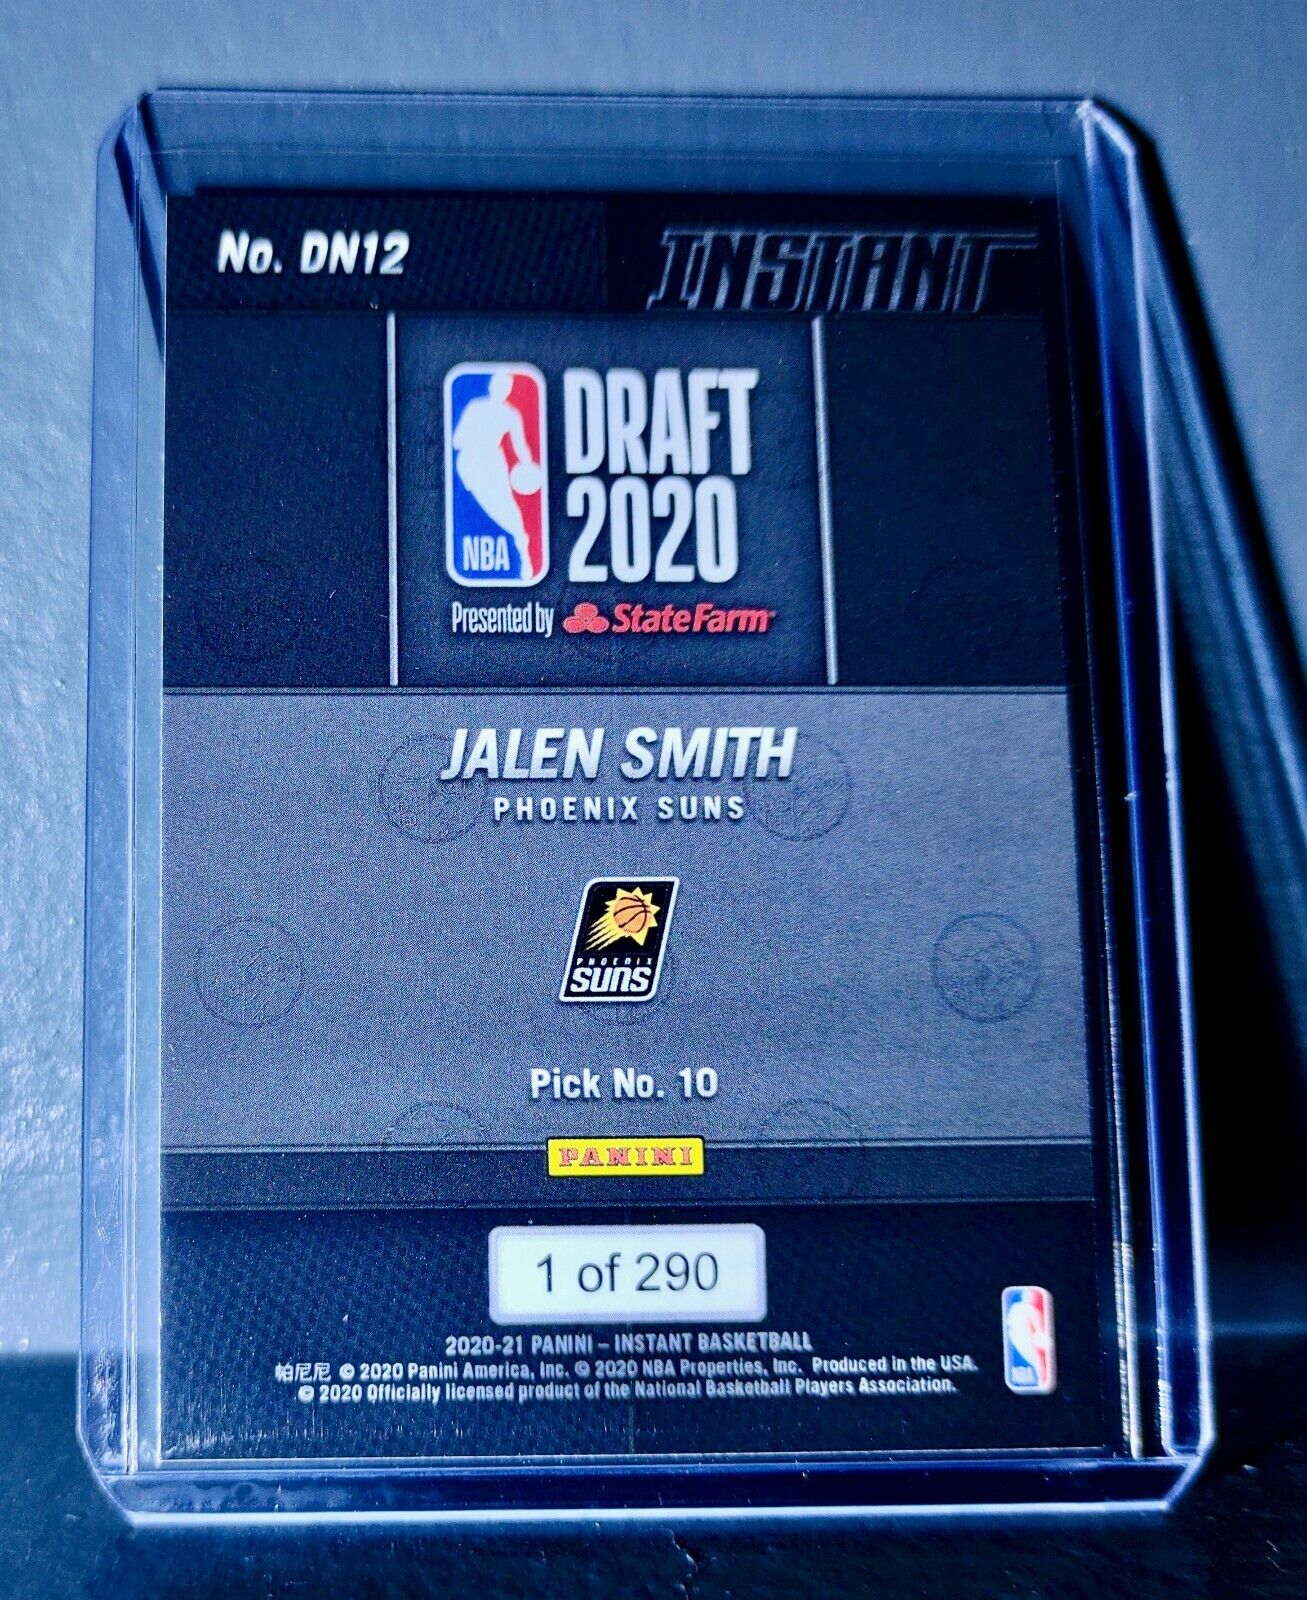 No. DN12
INSTANT
DRAFT
2020
NBA
Presented by StateFarm
JALEN SMITH
PHOENIX SUNS
PHOENIX
SUNS
Pick No. 10
PANINI
1 of 290
2020-21 PANINI – INSTANT BASKETBALL
帕尼尼 © 2020 Panini America, Inc. © 2020 NBA Properties, Inc. Produced in the USA.
© 2020 Officially licensed product of the National Basketball Players Association.
NBA